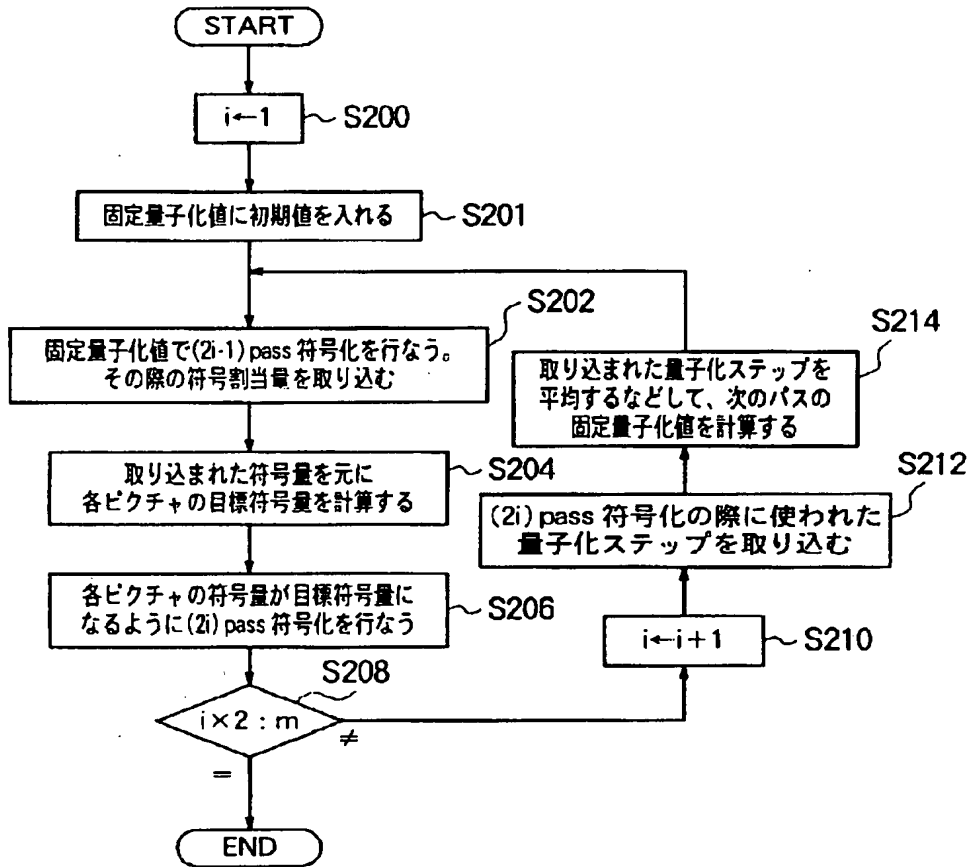 START
i←1
S200
固定量子化値に初期値を入れる
S201
S202
固定量子化値で(2i-1)pass 符号化を行なう。
その際の符号割当量を取り込む
取り込まれた符号量を元に
各ピクチャの目標符号量を計算する
S204
各ピクチャの符号量が目標符号量に
なるように(2i)pass 符号化を行なう
S206
S208
i×2:m
≠
=
END
i←i+1
S210
S212
(2i)pass 符号化の際に使われた
量子化ステップを取り込む
S214
取り込まれた量子化ステップを
平均するなどして、次のパスの
固定量子化値を計算する